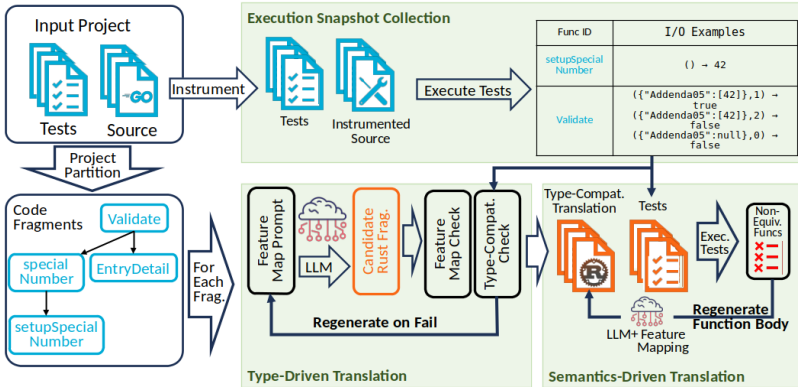 Input Project
GO
Tests
Source
Instrument
Execution Snapshot Collection
Tests
Instrumented
Source
Execute Tests
Func ID
I/O Examples
setupSpecial
Number
() → 42
Validate
({"Addenda05":[42]},1) →
true
({"Addenda05":[42]},2) →
false
({"Addenda05":null},0) →
false
Project
Partition
Code
Fragments
Validate
special
Number
EntryDetail
setupSpecial
Number
For
Each
Frag.
Feature
Map Prompt
LLM
Candidate
Rust Frag.
Feature
Map Check
Type-Compat.
Check
Regenerate on Fail
Type-Driven Translation
Type-Compat.
Translation
R
Tests
Exec.
Tests
Non-
Equiv.
Funcs
LLM+ Feature
Mapping
Regenerate
Function Body
Semantics-Driven Translation